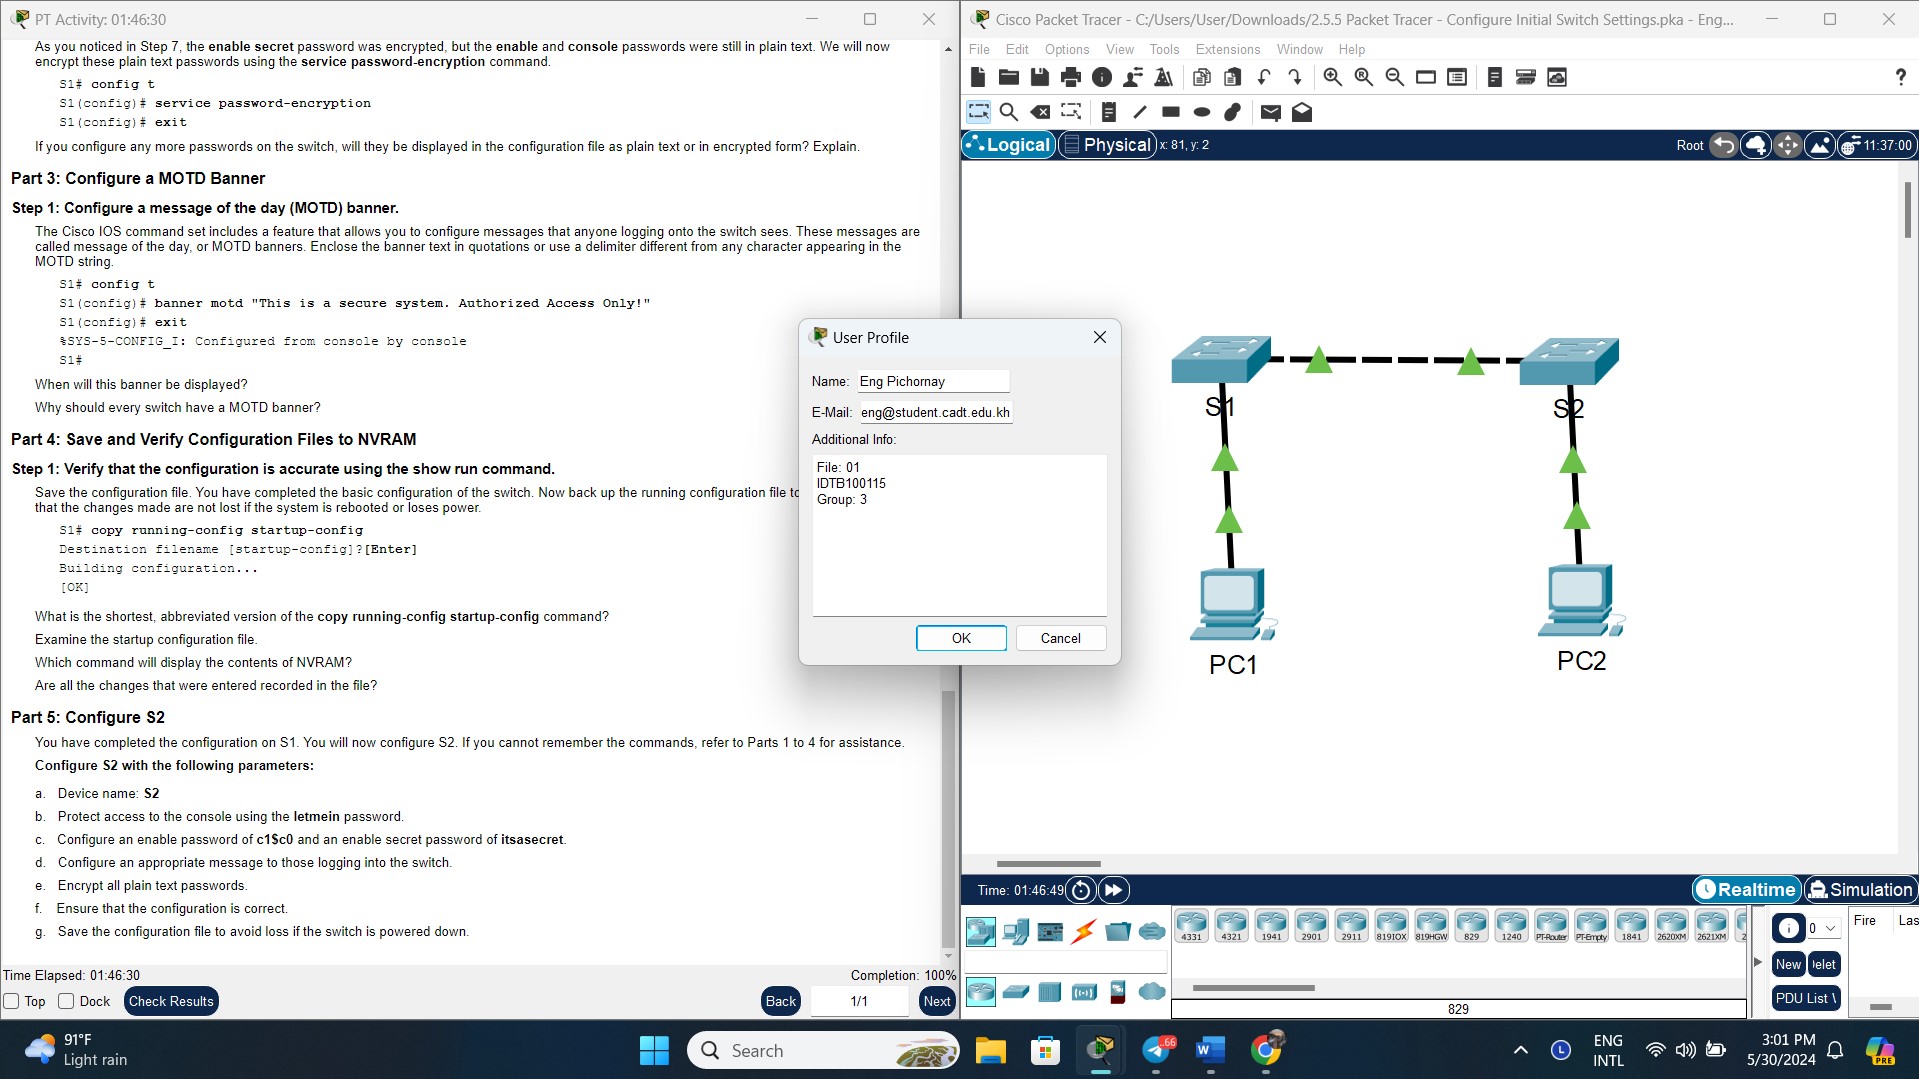 PT Activity: 01:46:30
As you noticed in Step 7, the enable secret password was encrypted, but the enable and console passwords were still in plain text. We will now
encrypt these plain text passwords using the service password-encryption command.
S1# config t
S1(config)# service password-encryption
S1(config)# exit
If you configure any more passwords on the switch, will they be displayed in the configuration file as plain text or in encrypted form? Explain.
Part 3: Configure a MOTD Banner
Step 1: Configure a message of the day (MOTD) banner.
The Cisco IOS command set includes a feature that allows you to configure messages that anyone logging onto the switch sees. These messages are
called message of the day, or MOTD banners. Enclose the banner text in quotations or use a delimiter different from any character appearing in the
MOTD string.
S1# config t
S1(config)# banner motd "This is a secure system. Authorized Access Only!"
S1(config)# exit
%SYS-5-CONFIG_I: Configured from console by console
S1#
When will this banner be displayed?
Why should every switch have a MOTD banner?
Part 4: Save and Verify Configuration Files to NVRAM
Step 1: Verify that the configuration is accurate using the show run command.
Save the configuration file. You have completed the basic configuration of the switch. Now back up the running configuration file to
that the changes made are not lost if the system is rebooted or loses power.
S1# copy running-config startup-config
Destination filename [startup-config]?[Enter]
Building configuration...
[OK]
What is the shortest, abbreviated version of the copy running-config startup-config command?
Examine the startup configuration file.
Which command will display the contents of NVRAM?
Are all the changes that were entered recorded in the file?
Part 5: Configure S2
You have completed the configuration on S1. You will now configure S2. If you cannot remember the commands, refer to Parts 1 to 4 for assistance.
Configure S2 with the following parameters:
a. Device name: S2
b. Protect access to the console using the letmein password.
c. Configure an enable password of c1$c0 and an enable secret password of itsasecret.
d. Configure an appropriate message to those logging into the switch.
e. Encrypt all plain text passwords.
f. Ensure that the configuration is correct.
g. Save the configuration file to avoid loss if the switch is powered down.
Time Elapsed: 01:46:30 Completion: 100%
Top Dock Check Results Back 1/1 Next
User Profile
Name: Eng Pichornay
E-Mail: eng@student.cadt.edu.kh
Additional Info:
File: 01
IDTB100115
Group: 3
OK Cancel
Cisco Packet Tracer - C:/Users/User/Downloads/2.5.5 Packet Tracer - Configure Initial Switch Settings.pka - Eng...
File Edit Options View Tools Extensions Window Help
?
Logical Physical x: 81, y: 2 Root 11:37:00
S1 S2
PC1 PC2
Time: 01:46:49 Realtime Simulation
4331 4321 1941 2901 2911 819IOX 819HGW 829 1240 PT-Router PT-Empty 1841 2620XM 2621XM 2
0 Fire Las
New elet
PDU List \
829
91°F
Light rain
Search
66
ENG
INTL
3:01 PM
5/30/2024
PRE